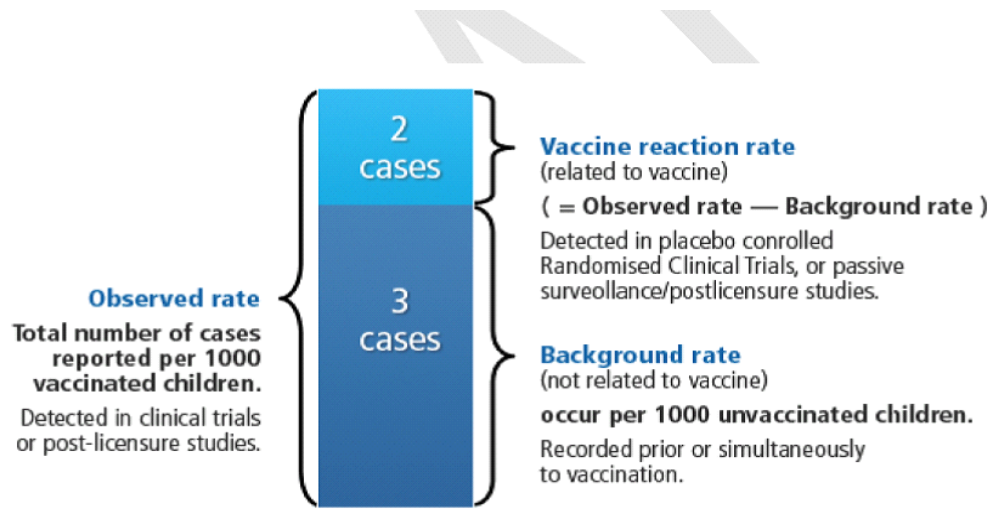 2
cases
3
cases
Observed rate
Total number of cases
reported per 1000
vaccinated children.
Detected in clinical trials
or post-licensure studies.
Vaccine reaction rate
(related to vaccine)
( = Observed rate — Background rate )
Detected in placebo conrolled
Randomised Clinical Trials, or passive
surveollance/postlicensure studies.
Background rate
(not related to vaccine)
occur per 1000 unvaccinated children.
Recorded prior or simultaneously
to vaccination.